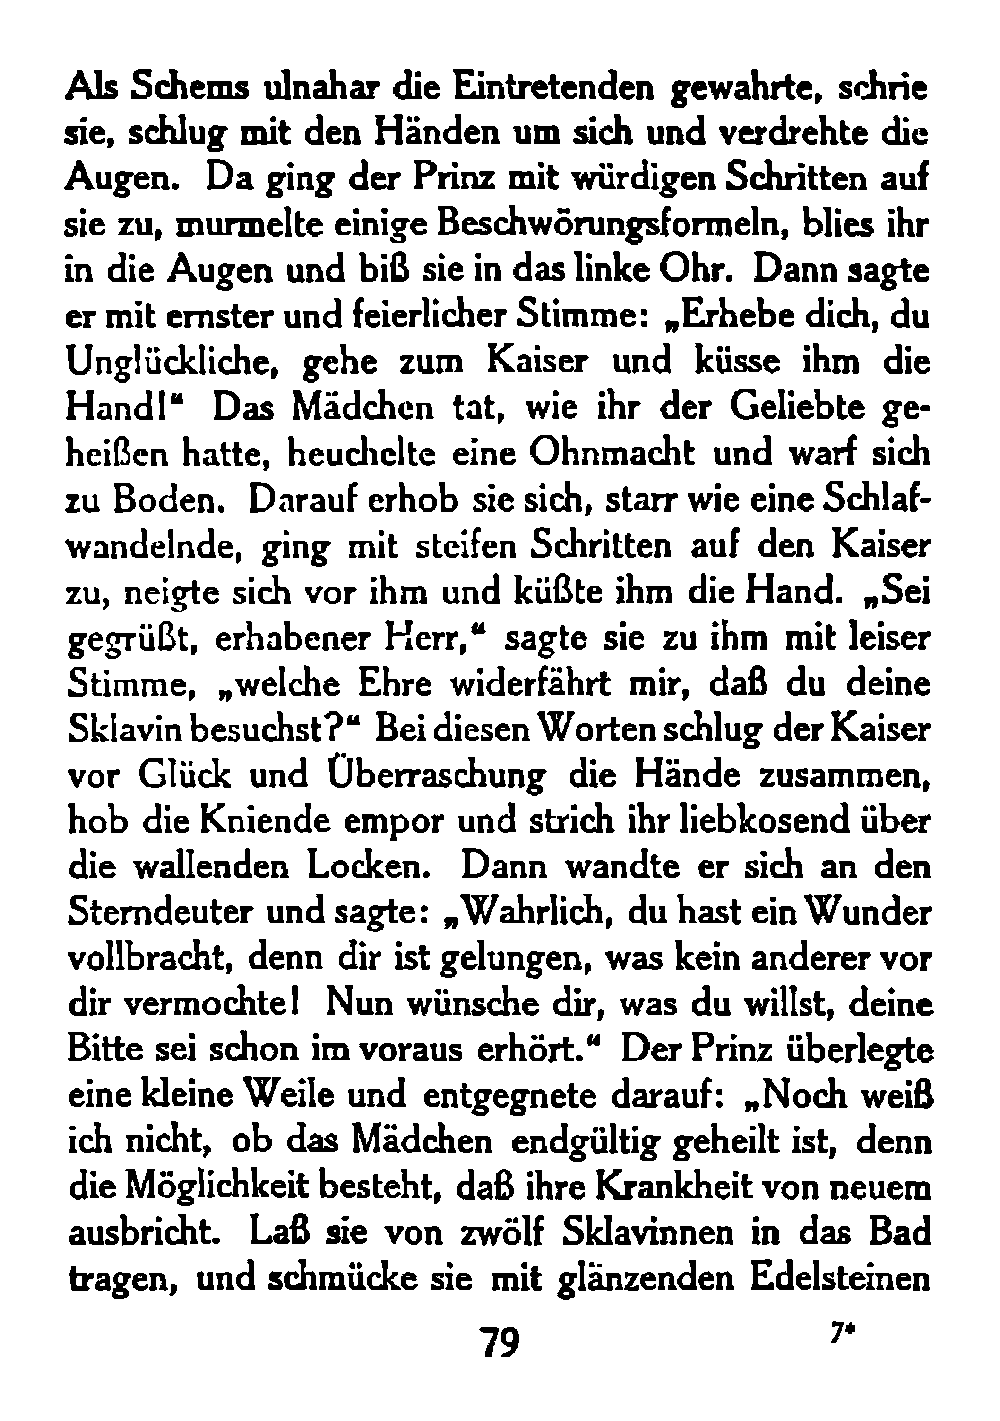 Als Schems ulnahar die Eintretenden gewahrte, schrie
sie, schlug mit den Händen um sich und verdrehte die
Augen. Da ging der Prinz mit würdigen Schritten auf
sie zu, murmelte einige Beschwörungsformeln, blies ihr
in die Augen und biß sie in das linke Ohr. Dann sagte
er mit ernster und feierlicher Stimme: „Erhebe dich, du
Unglückliche, gehe zum Kaiser und küsse ihm die
Hand!“ Das Mädchen tat, wie ihr der Geliebte ge-
heißen hatte, heuchelte eine Ohnmacht und warf sich
zu Boden. Darauf erhob sie sich, starr wie eine Schlaf-
wandelnde, ging mit steifen Schritten auf den Kaiser
zu, neigte sich vor ihm und küßte ihm die Hand. „Sei
gegrüßt, erhabener Herr,“ sagte sie zu ihm mit leiser
Stimme, „welche Ehre widerfährt mir, daß du deine
Sklavin besuchst?“ Bei diesen Worten schlug der Kaiser
vor Glück und Überraschung die Hände zusammen,
hob die Kniende empor und strich ihr liebkosend über
die wallenden Locken. Dann wandte er sich an den
Sterndeuter und sagte: „Wahrlich, du hast ein Wunder
vollbracht, denn dir ist gelungen, was kein anderer vor
dir vermochte! Nun wünsche dir, was du willst, deine
Bitte sei schon im voraus erhört.“ Der Prinz überlegte
eine kleine Weile und entgegnete darauf: „Noch weiß
ich nicht, ob das Mädchen endgültig geheilt ist, denn
die Möglichkeit besteht, daß ihre Krankheit von neuem
ausbricht. Laß sie von zwölf Sklavinnen in das Bad
tragen, und schmücke sie mit glänzenden Edelsteinen
79
7*